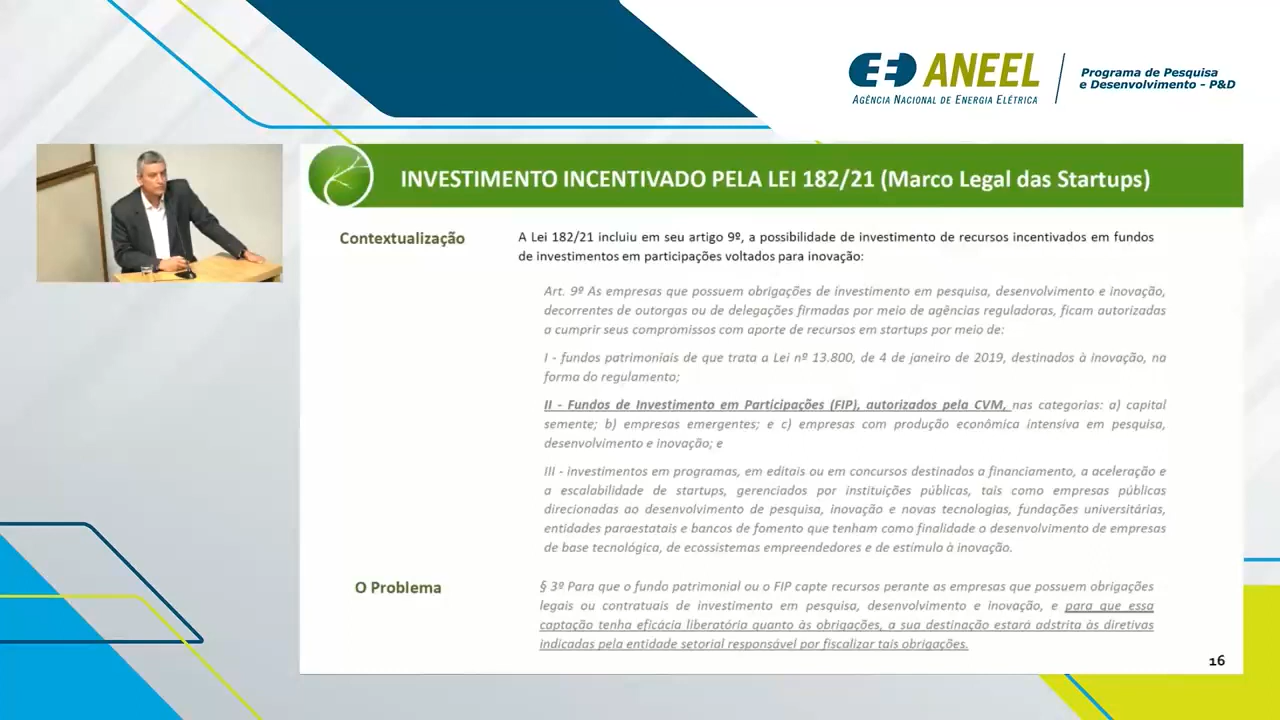 ANEEL
AGÊNCIA NACIONAL DE ENERGIA ELÉTRICA
Programa de Pesquisa
e Desenvolvimento - P&D
INVESTIMENTO INCENTIVADO PELA LEI 182/21 (Marco Legal das Startups)
Contextualização
A Lei 182/21 incluiu em seu artigo 9º, a possibilidade de investimento de recursos incentivados em fundos
de investimentos em participações voltados para inovação:
Art. 9º As empresas que possuem obrigações de investimento em pesquisa, desenvolvimento e inovação,
decorrentes de outorgas ou de delegações firmadas por meio de agências reguladoras, ficam autorizadas
a cumprir seus compromissos com aporte de recursos em startups por meio de:
I - fundos patrimoniais de que trata a Lei nº 13.800, de 4 de janeiro de 2019, destinados à inovação, na
forma do regulamento;
II - Fundos de Investimento em Participações (FIP), autorizados pela CVM, nas categorias: a) capital
semente; b) empresas emergentes; e c) empresas com produção econômica intensiva em pesquisa,
desenvolvimento e inovação; e
III - investimentos em programas, em editais ou em concursos destinados a financiamento, a aceleração e
a escalabilidade de startups, gerenciados por instituições públicas, tais como empresas públicas
direcionadas ao desenvolvimento de pesquisa, inovação e novas tecnologias, fundações universitárias,
entidades paraestatais e bancos de fomento que tenham como finalidade o desenvolvimento de empresas
de base tecnológica, de ecossistemas empreendedores e de estímulo à inovação.
O Problema
§ 3º Para que o fundo patrimonial ou o FIP capte recursos perante as empresas que possuem obrigações
legais ou contratuais de investimento em pesquisa, desenvolvimento e inovação, e para que essa
captação tenha eficácia liberatória quanto às obrigações, a sua destinação estará adstrita às diretivas
indicadas pela entidade setorial responsável por fiscalizar tais obrigações.
16